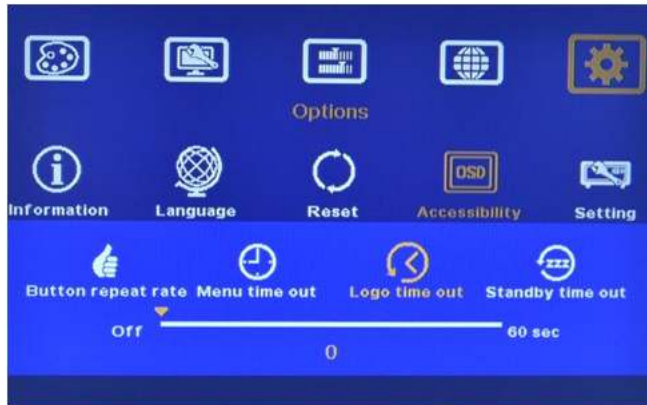 Options
OSD
Information Language Reset Accessibility Setting
zzz
Button repeat rate Menu time out Logo time out Standby time out
Off 60 sec
0